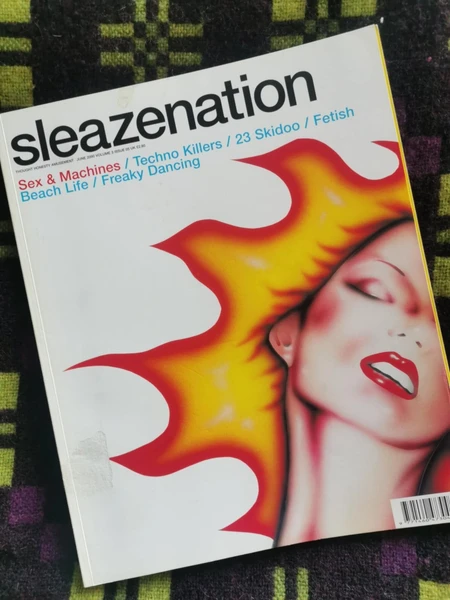 sleazenation
Sex & Machines / Techno Killers / 23 Skidoo / Fetish
Beach Life / Freaky Dancing